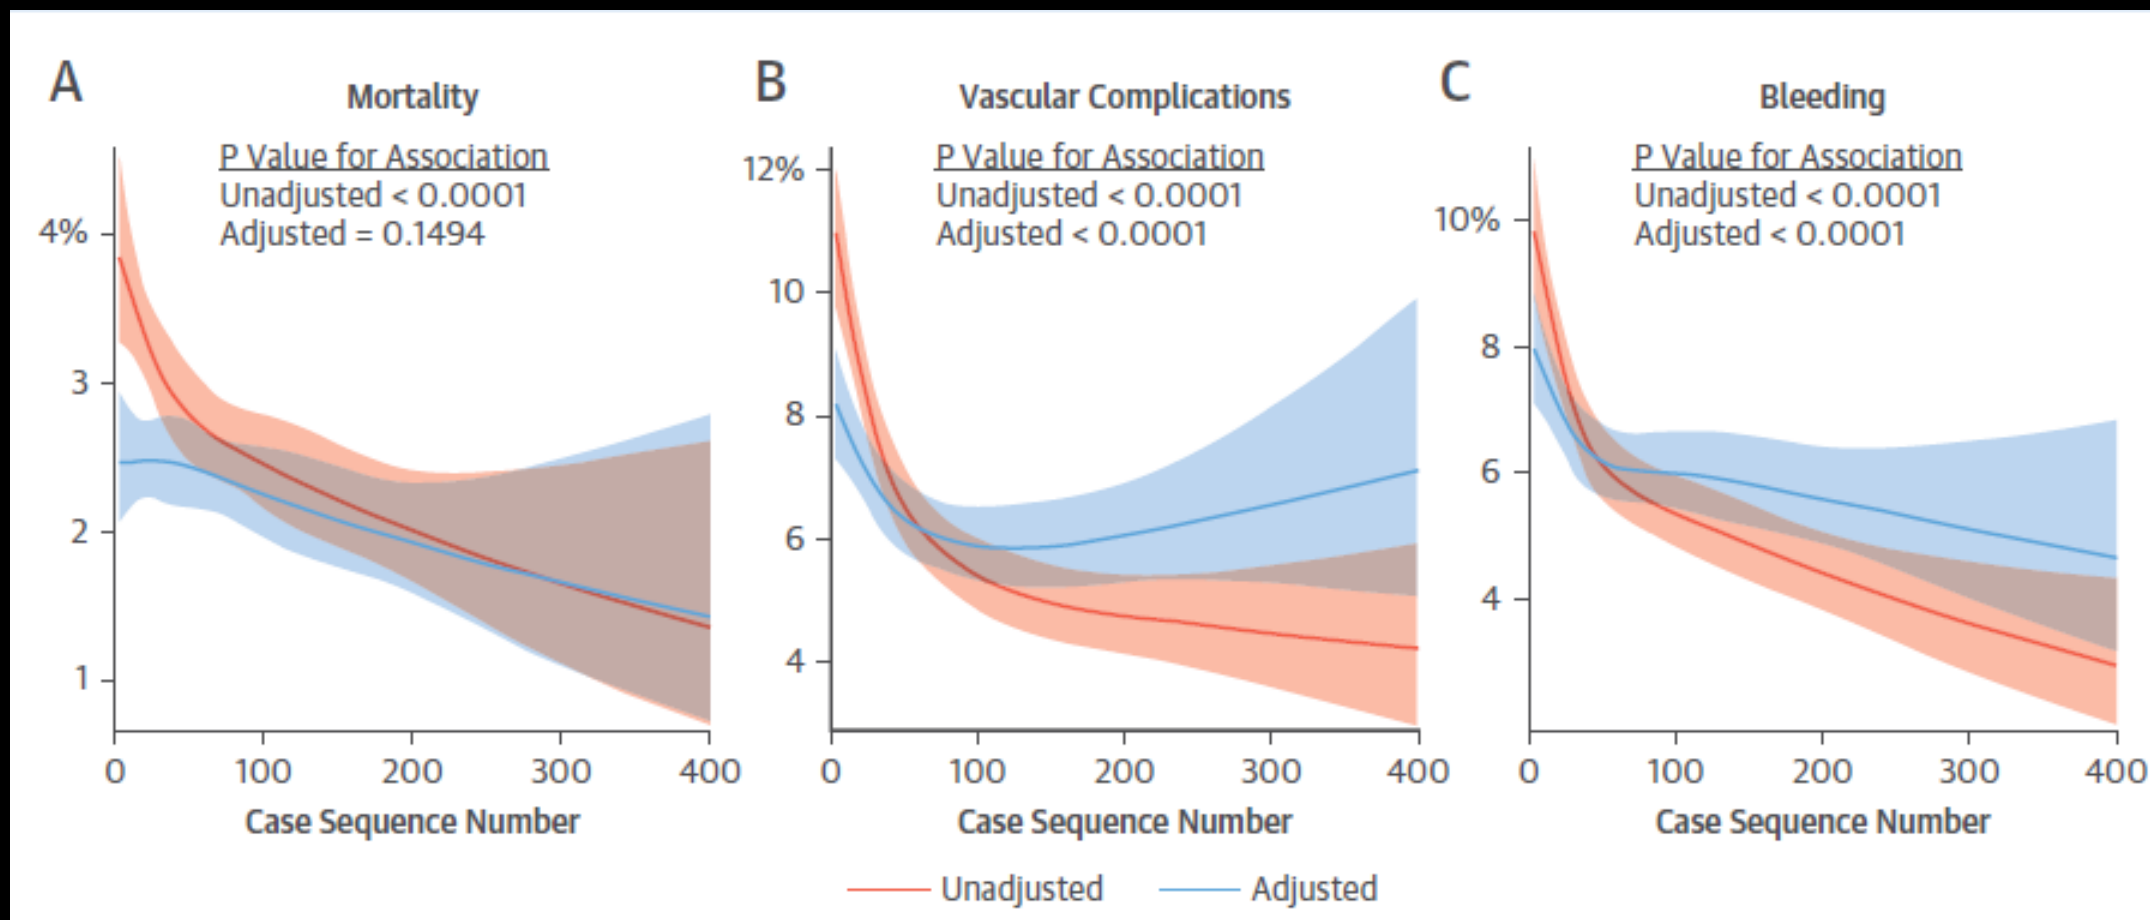 A
Mortality
P Value for Association
Unadjusted < 0.0001
Adjusted = 0.1494
4%
3
2
1
0 100 200 300 400
Case Sequence Number
B
Vascular Complications
P Value for Association
Unadjusted < 0.0001
Adjusted < 0.0001
12%
10
8
6
4
0 100 200 300 400
Case Sequence Number
C
Bleeding
P Value for Association
Unadjusted < 0.0001
Adjusted < 0.0001
10%
8
6
4
0 100 200 300 400
Case Sequence Number
Unadjusted Adjusted